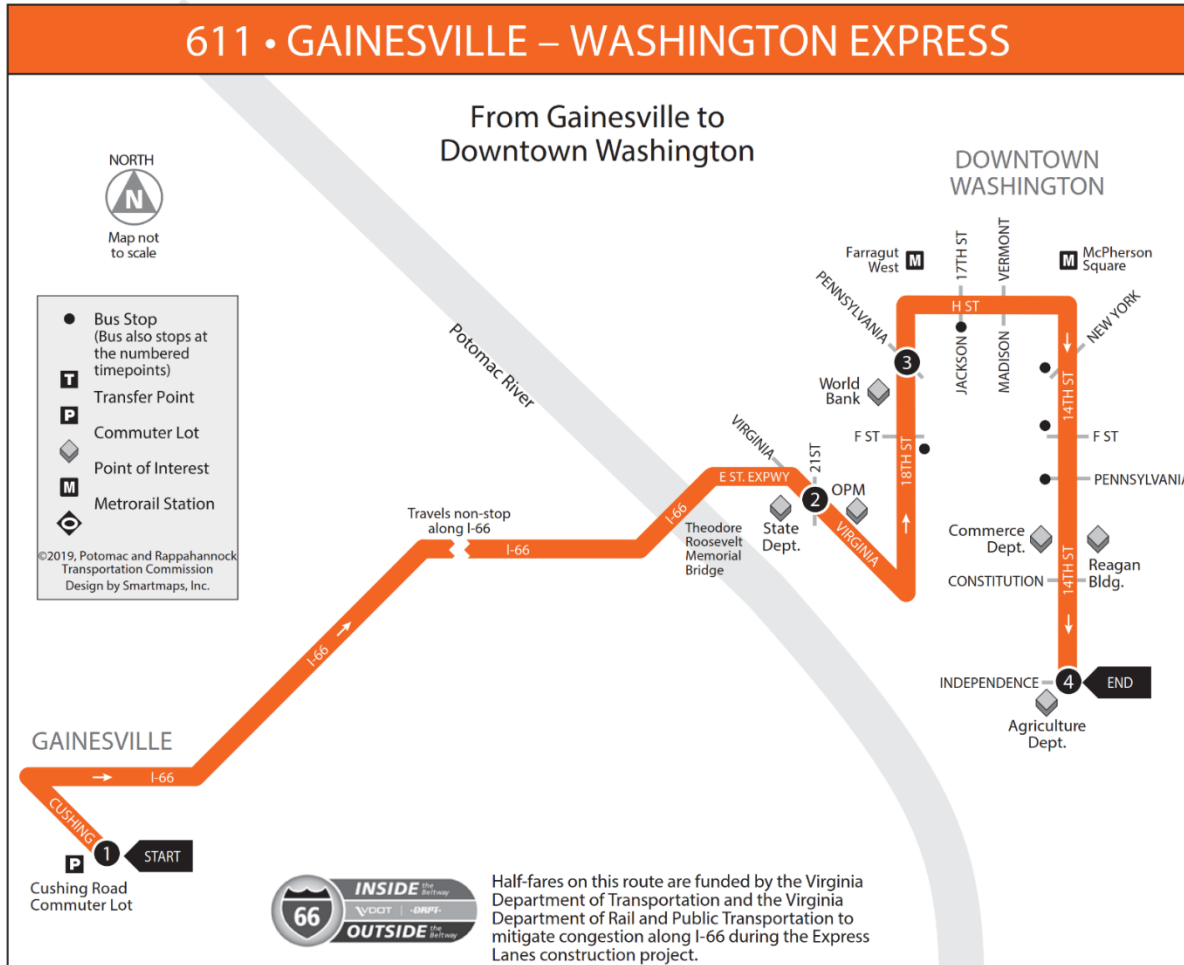 611 • GAINESVILLE – WASHINGTON EXPRESS
From Gainesville to
Downtown Washington
NORTH
N
Map not
to scale
Bus Stop
(Bus also stops at
the numbered
timepoints)
T
Transfer Point
P
Commuter Lot
Point of Interest
M
Metrorail Station
©2019, Potomac and Rappahannock
Transportation Commission
Design by Smartmaps, Inc.
Potomac River
DOWNTOWN
WASHINGTON
Farragut
West
M
17TH ST
VERMONT
M
McPherson
Square
PENNSYLVANIA
H ST
NEW YORK
3
JACKSON
MADISON
14TH ST
World
Bank
F ST
18TH ST
F ST
VIRGINIA
21ST
E ST. EXPWY
PENNSYLVANIA
2
OPM
State
Dept.
VIRGINIA
Travels non-stop
along I-66
I-66
I-66
Theodore
Roosevelt
Memorial
Bridge
Commerce
Dept.
Reagan
Bldg.
CONSTITUTION
14TH ST
I-66
INDEPENDENCE
4
END
Agriculture
Dept.
GAINESVILLE
I-66
CUSHING
1
START
P
Cushing Road
Commuter Lot
66
INSIDE the Beltway
VDOT | -DRPT-
OUTSIDE the Beltway
Half-fares on this route are funded by the Virginia
Department of Transportation and the Virginia
Department of Rail and Public Transportation to
mitigate congestion along I-66 during the Express
Lanes construction project.